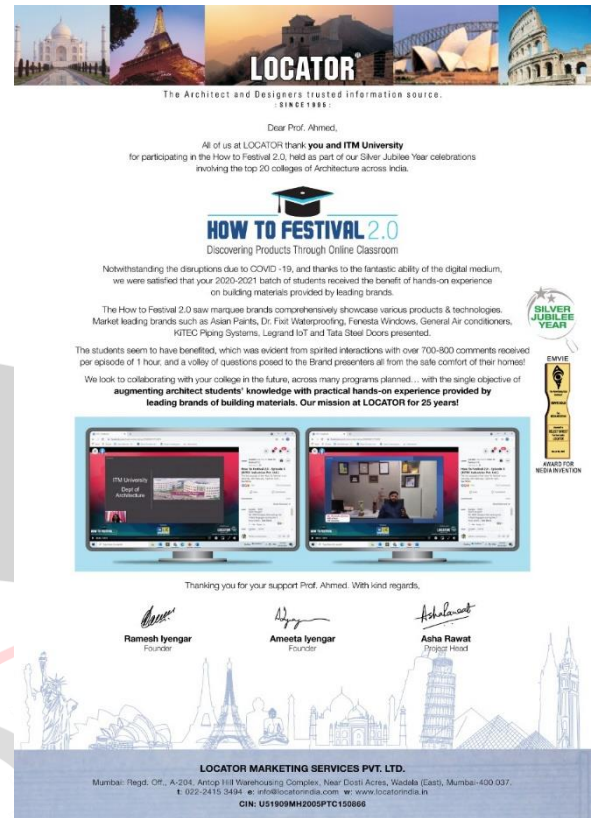 LOCATOR®
The Architect and Designers trusted information source.
: SINCE 1995 :
Dear Prof. Ahmed,
All of us at LOCATOR thank you and ITM University
for participating in the How to Festival 2.0, held as part of our Silver Jubilee Year celebrations
involving the top 20 colleges of Architecture across India.
HOW TO FESTIVAL 2.0
Discovering Products Through Online Classroom
Notwithstanding the disruptions due to COVID -19, and thanks to the fantastic ability of the digital medium,
we were satisfied that your 2020-2021 batch of students received the benefit of hands-on experience
on building materials provided by leading brands.
The How to Festival 2.0 saw marquee brands comprehensively showcase various products & technologies.
Market leading brands such as Asian Paints, Dr. Fixit Waterproofing, Fenesta Windows, General Air conditioners,
KiTEC Piping Systems, Legrand IoT and Tata Steel Doors presented.
SILVER
JUBILEE
YEAR
The students seem to have benefited, which was evident from spirited interactions with over 700-800 comments received
per episode of 1 hour, and a volley of questions posed to the Brand presenters all from the safe comfort of their homes!
We look to collaborating with your college in the future, across many programs planned... with the single objective of
augmenting architect students' knowledge with practical hands-on experience provided by
leading brands of building materials. Our mission at LOCATOR for 25 years!
EMVIE
AWARD FOR
MEDIA INVENTION
ITM University
Dept of
Architecture
HOW TO FESTIVAL
LOCATOR
HOW TO FESTIVAL
LOCATOR
Thanking you for your support Prof. Ahmed. With kind regards,
Asha Rawat
Ramesh Iyengar
Founder
Ameeta Iyengar
Founder
Asha Rawat
Project Head
LOCATOR MARKETING SERVICES PVT. LTD.
Mumbai: Regd. Off., A-204, Antop Hill Warehousing Complex, Near Dosti Acres, Wadala (East), Mumbai-400 037.
t: 022-2415 3494 e: info@locatorindia.com w: www.locatorindia.in
CIN: U51909MH2005PTC150866